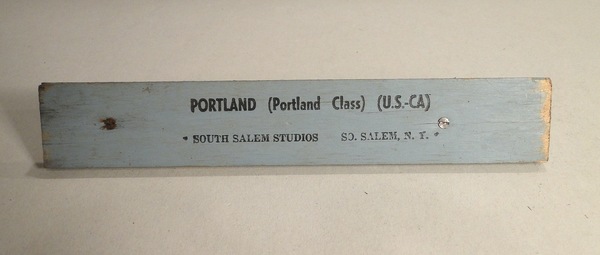 PORTLAND (Portland Class) (U.S.-CA)
* SOUTH SALEM STUDIOS SO. SALEM, N. Y. *